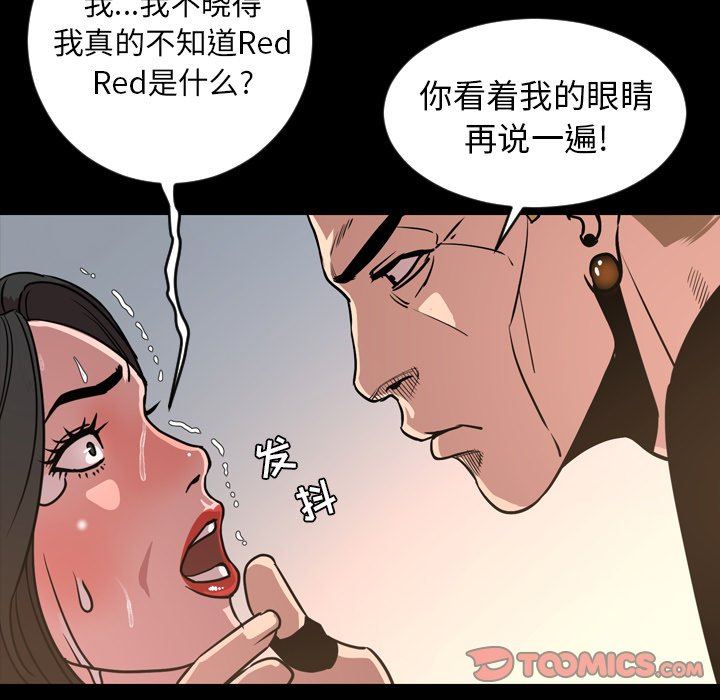 我...我不晓得
我真的不知道Red
Red是什么?
你看着我的眼睛
再说一遍!
发
抖
TOOMICS.COM